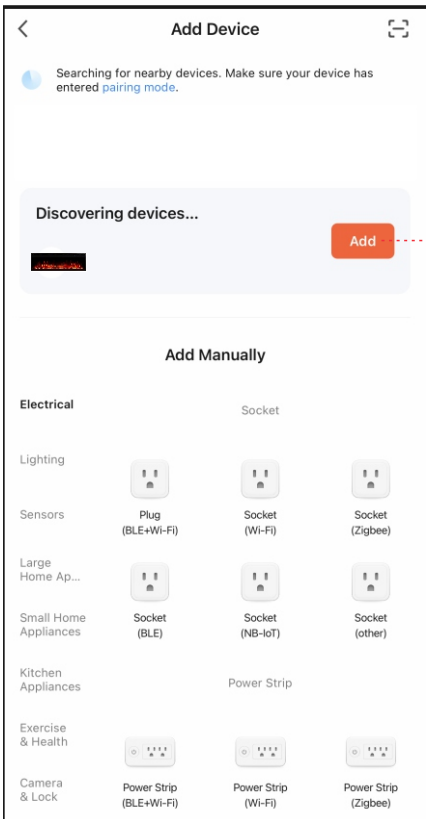 Add Device
Searching for nearby devices. Make sure your device has
entered pairing mode.
Discovering devices...
Add
Add Manually
Electrical
Socket
Lighting
Sensors
Plug
(BLE+Wi-Fi)
Socket
(Wi-Fi)
Socket
(Zigbee)
Large
Home Ap...
Small Home
Appliances
Socket
(BLE)
Socket
(NB-IoT)
Socket
(other)
Kitchen
Appliances
Power Strip
Exercise
& Health
Camera
& Lock
Power Strip
(BLE+Wi-Fi)
Power Strip
(Wi-Fi)
Power Strip
(Zigbee)